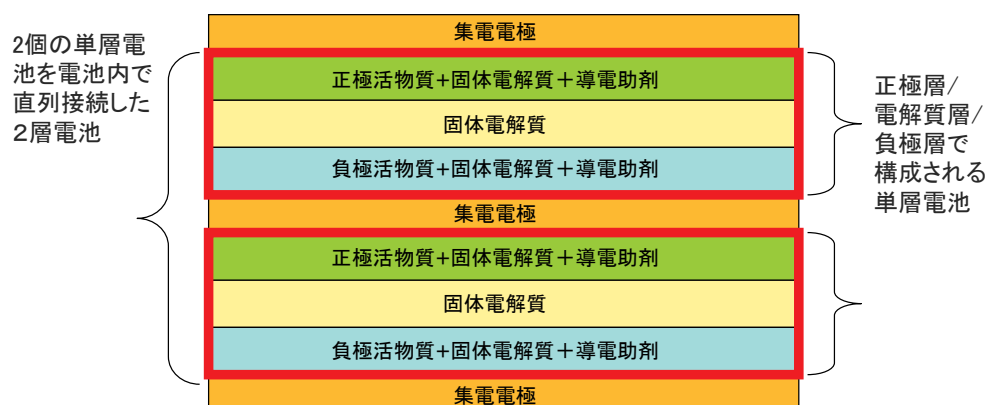 2個の単層電
池を電池内で
直列接続した
２層電池
集電電極
正極活物質+固体電解質＋導電助剤
固体電解質
負極活物質+固体電解質＋導電助剤
集電電極
正極活物質+固体電解質＋導電助剤
固体電解質
負極活物質+固体電解質＋導電助剤
集電電極
正極層/
電解質層/
負極層で
構成される
単層電池